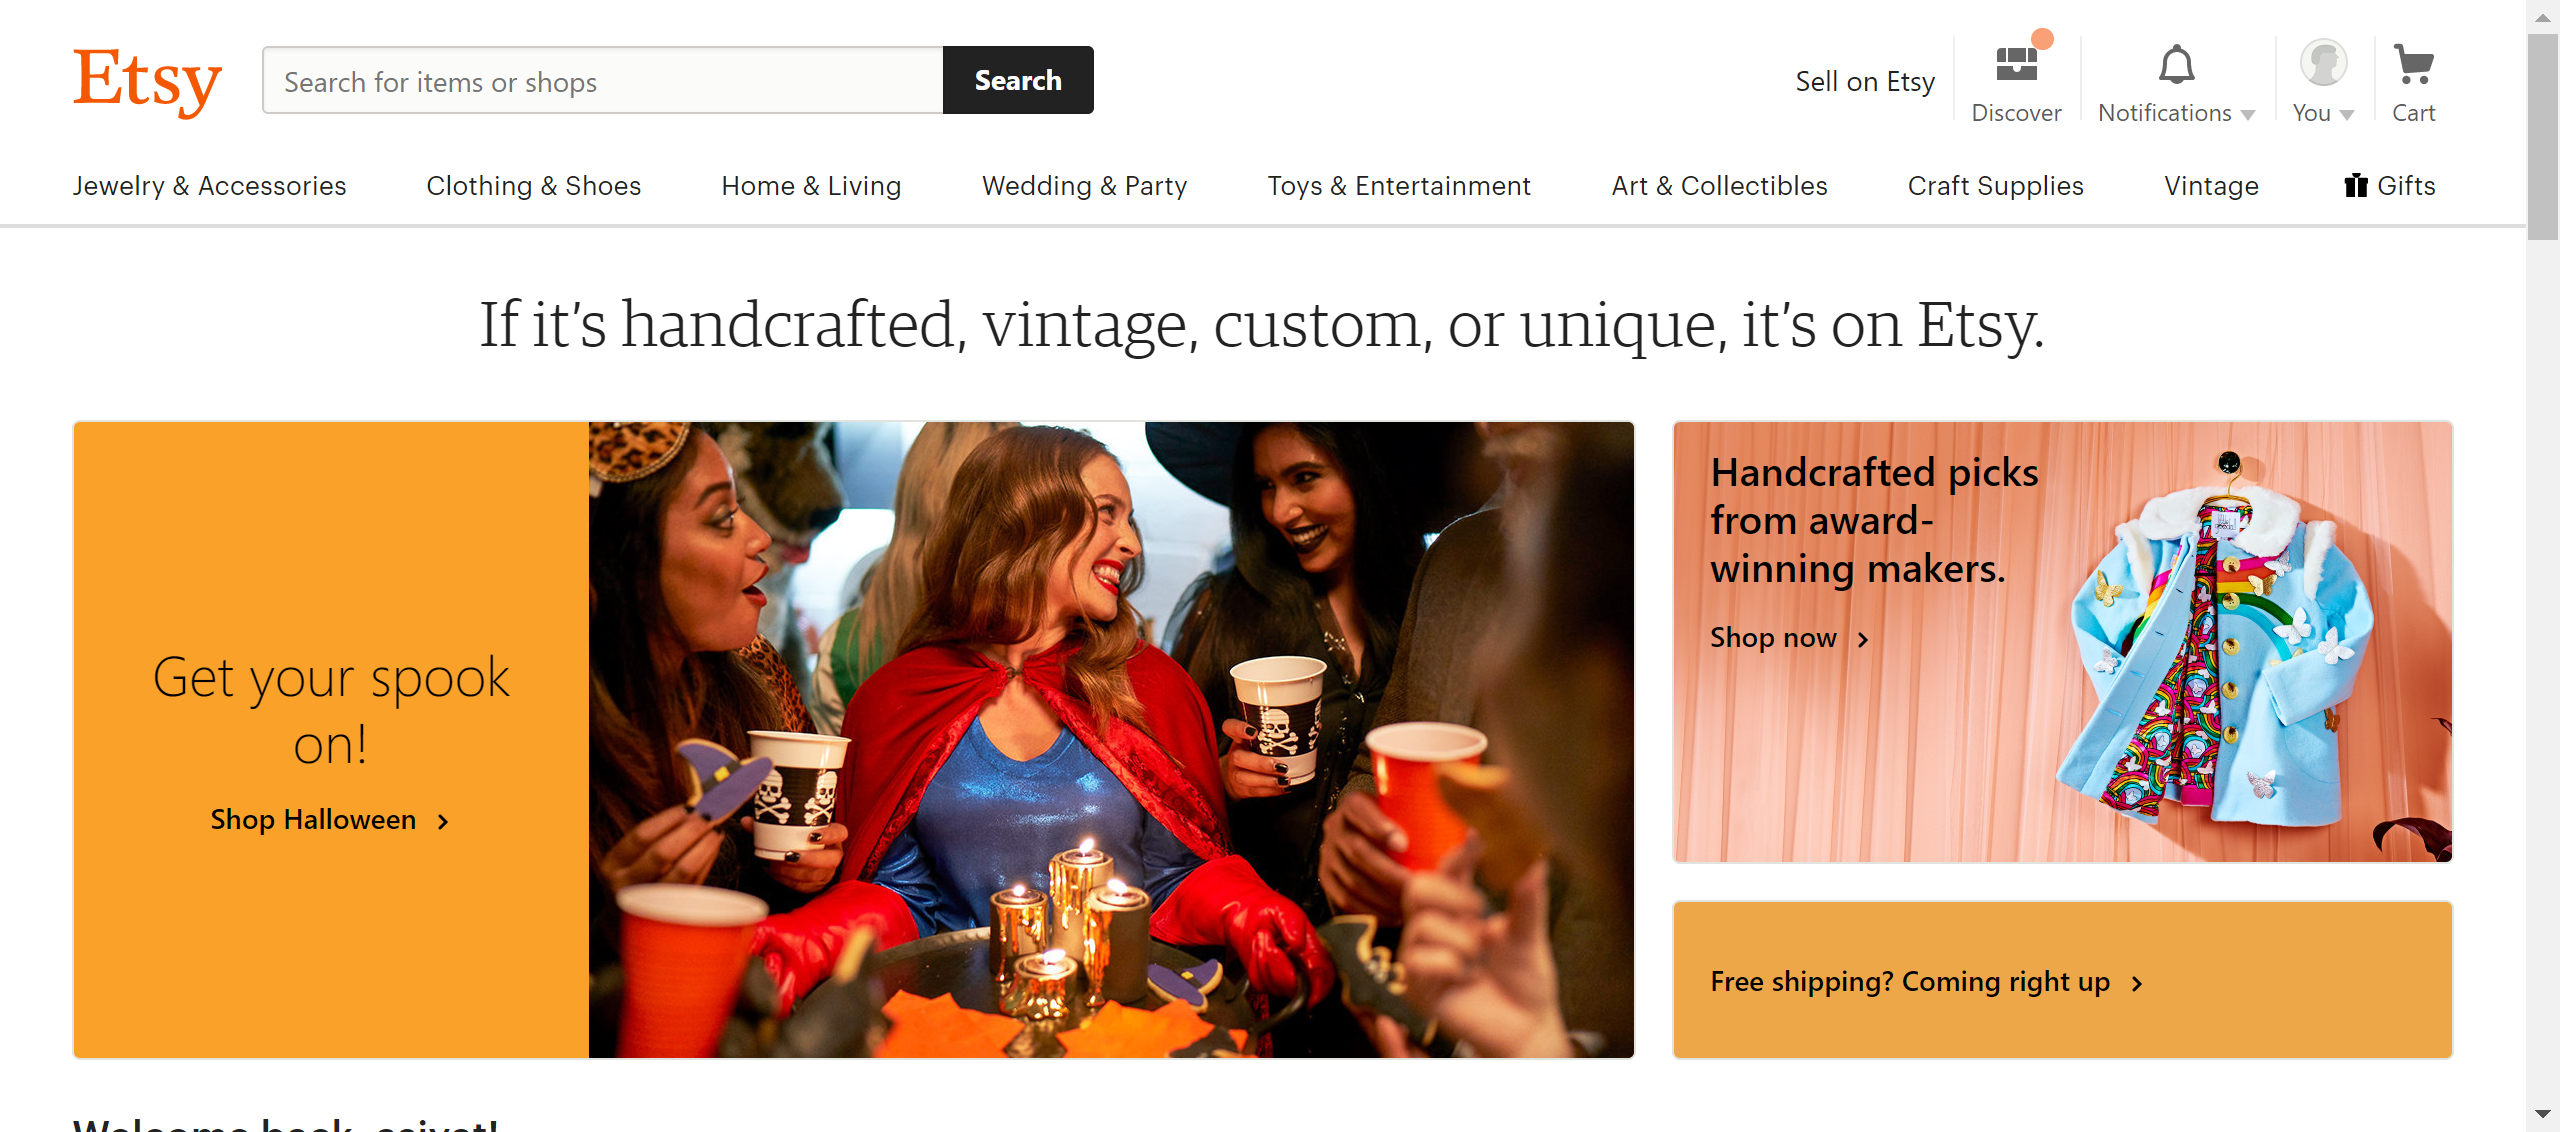 Etsy
Search for items or shops
Search
Sell on Etsy
Discover
Notifications
You
Cart
Jewelry & Accessories
Clothing & Shoes
Home & Living
Wedding & Party
Toys & Entertainment
Art & Collectibles
Craft Supplies
Vintage
Gifts
If it’s handcrafted, vintage, custom, or unique, it’s on Etsy.
Get your spook
on!
Shop Halloween
Handcrafted picks
from award-
winning makers.
Shop now
Free shipping? Coming right up
Welcome back,